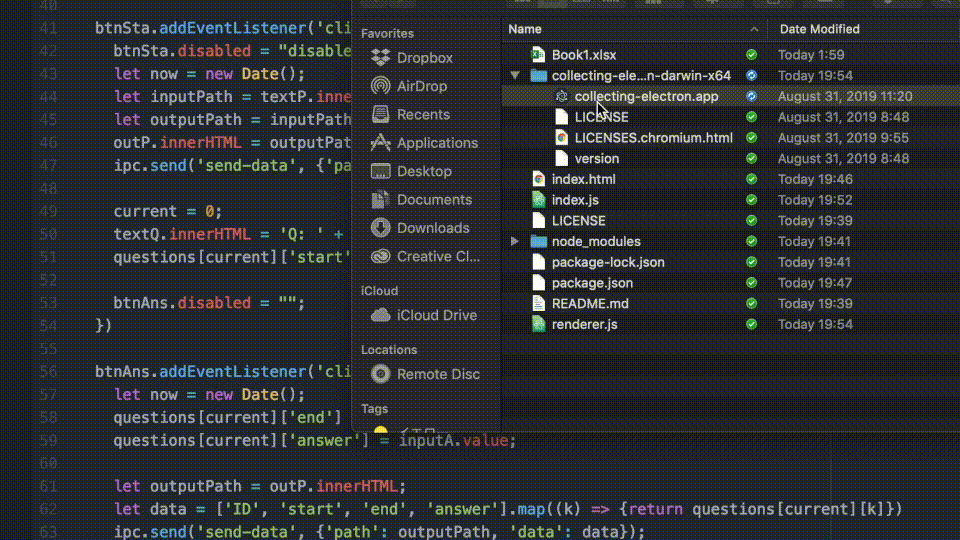 40
41 btnSta.addEventListener('cli
42 btnSta.disabled = "disable
43 let now = new Date();
44 let inputPath = textP.inne
45 let outputPath = inputPath
46 outP.innerHTML = outputPat
47 ipc.send('send-data', {'pa
48
49 current = 0;
50 textQ.innerHTML = 'Q: ' +
51 questions[current]['start'
52
53 btnAns.disabled = "";
54 })
55
56 btnAns.addEventListener('cli
57 let now = new Date();
58 questions[current]['end']
59 questions[current]['answer'] = inputA.value;
60
61 let outputPath = outP.innerHTML;
62 let data = ['ID', 'start', 'end', 'answer'].map((k) => {return questions[current][k]})
63 ipc.send('send-data', {'path': outputPath, 'data': data});
Favorites
Dropbox
AirDrop
Recents
Applications
Desktop
Documents
Downloads
Creative Cl...
iCloud
iCloud Drive
Locations
Remote Disc
Tags
Name Date Modified
Book1.xlsx Today 1:59
collecting-ele...n-darwin-x64 Today 19:54
collecting-electron.app August 31, 2019 11:20
LICENSE August 31, 2019 8:48
LICENSES.chromium.html August 31, 2019 9:55
version August 31, 2019 8:48
index.html Today 19:46
index.js Today 19:52
LICENSE Today 19:39
node_modules Today 19:41
package-lock.json Today 19:41
package.json Today 19:47
README.md Today 19:39
renderer.js Today 19:54